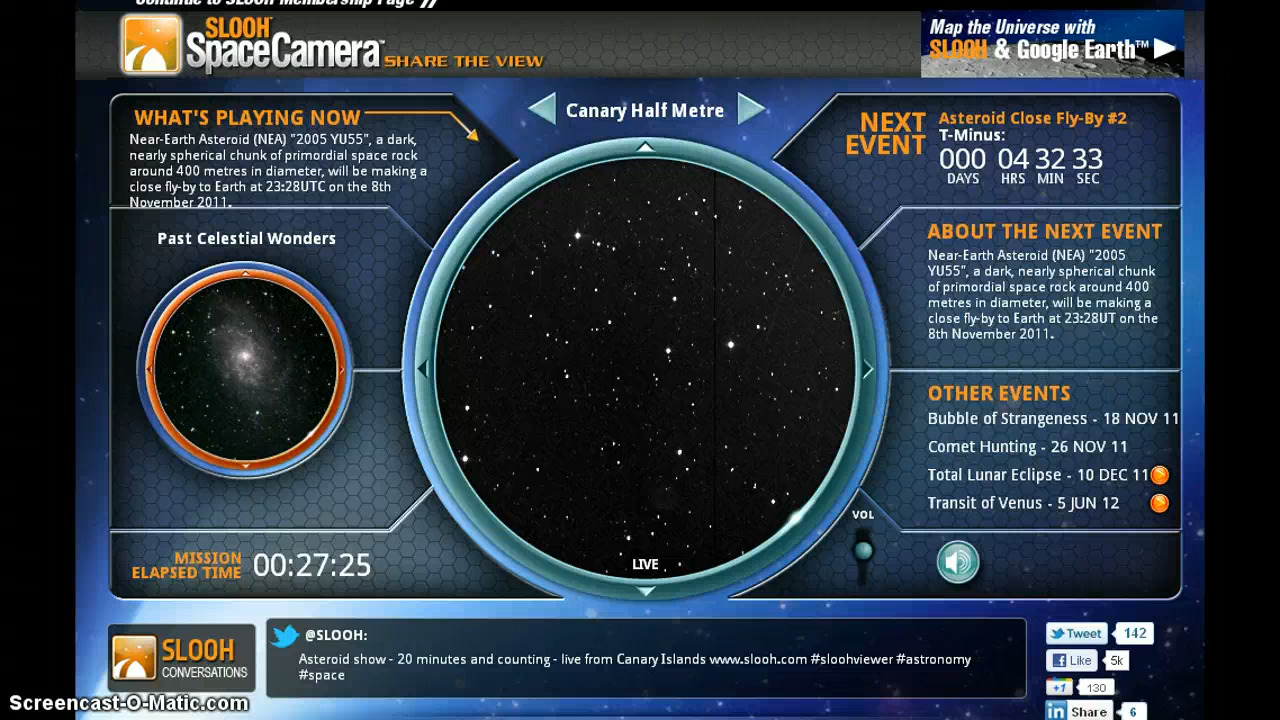 Continue to SLOOH Membership Page //
SLOOH
SpaceCamera™ SHARE THE VIEW
Map the Universe with
SLOOH & Google Earth™
WHAT'S PLAYING NOW
Near-Earth Asteroid (NEA) "2005 YU55", a dark,
nearly spherical chunk of primordial space rock
around 400 metres in diameter, will be making a
close fly-by to Earth at 23:28UTC on the 8th
November 2011.
Canary Half Metre
NEXT
EVENT
Asteroid Close Fly-By #2
T-Minus:
000 04 32 33
DAYS HRS MIN SEC
Past Celestial Wonders
ABOUT THE NEXT EVENT
Near-Earth Asteroid (NEA) "2005
YU55", a dark, nearly spherical chunk
of primordial space rock around 400
metres in diameter, will be making a
close fly-by to Earth at 23:28UT on the
8th November 2011.
OTHER EVENTS
Bubble of Strangeness - 18 NOV 11
Comet Hunting - 26 NOV 11
Total Lunar Eclipse - 10 DEC 11
Transit of Venus - 5 JUN 12
VOL
LIVE
MISSION
ELAPSED TIME 00:27:25
SLOOH
CONVERSATIONS
@SLOOH:
Asteroid show - 20 minutes and counting - live from Canary Islands www.slooh.com #sloohviewer #astronomy
#space
Tweet 142
Like 5k
+1 130
in Share 6
Screencast-O-Matic.com